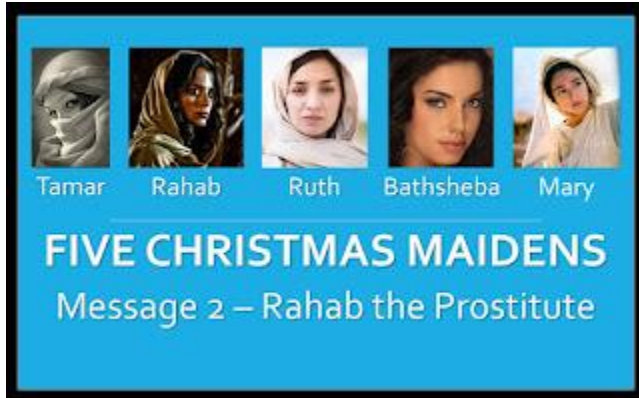 Tamar Rahab Ruth Bathsheba Mary
FIVE CHRISTMAS MAIDENS
Message 2 – Rahab the Prostitute